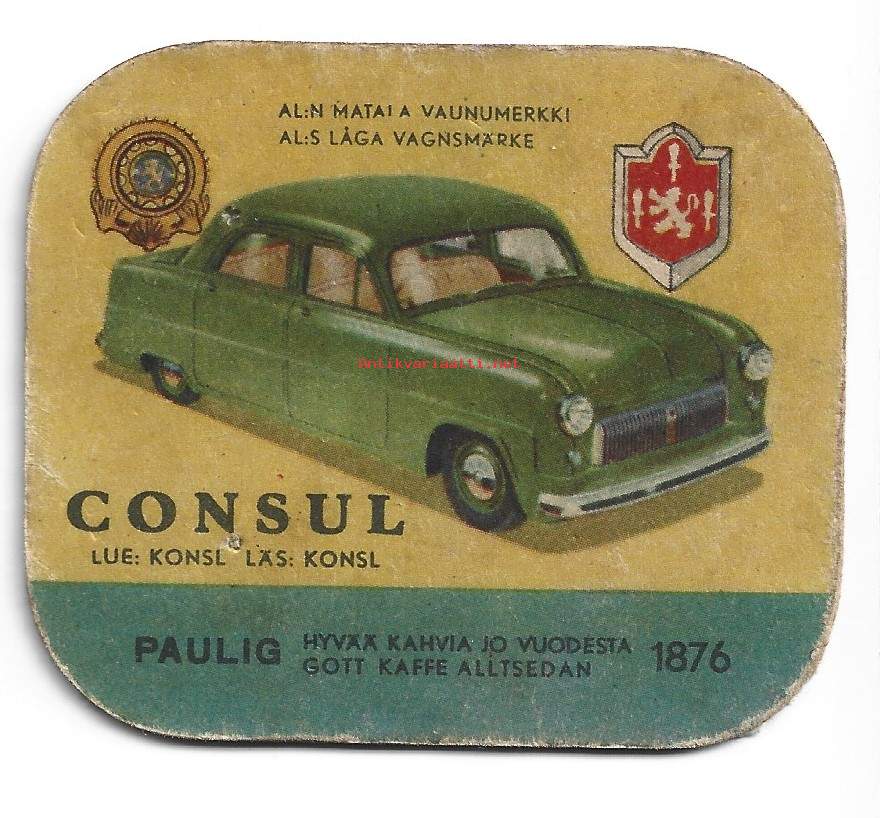 AL:N MATALA VAUNUMERKKI
AL:S LÅGA VAGNSMÄRKE
Antikvariaatti.net
CONSUL
LUE: KONSL LÄS: KONSL
PAULIG HYVÄÄ KAHVIA JO VUODESTA 1876
GOTT KAFFE ALLTSEDAN